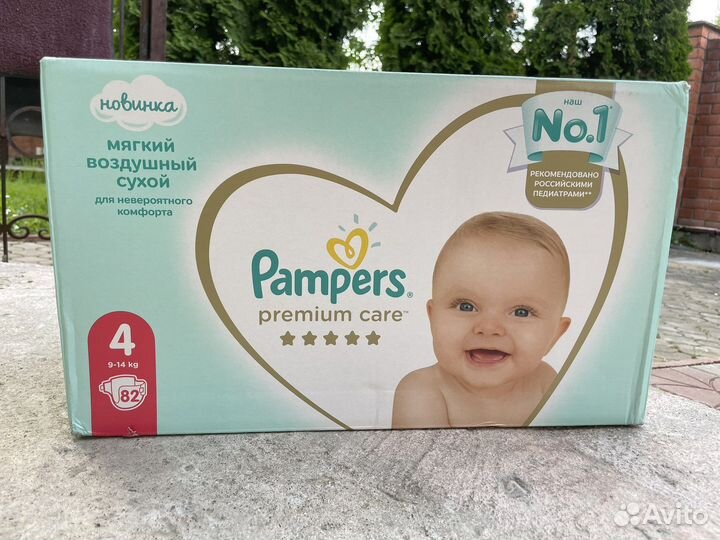 новинка
мягкий
воздушный
сухой
для невероятного
комфорта
наш
No.1*
РЕКОМЕНДОВАНО
РОССИЙСКИМИ
ПЕДИАТРАМИ**
Pampers®
premium care™
4
9-14 kg
82
Avito